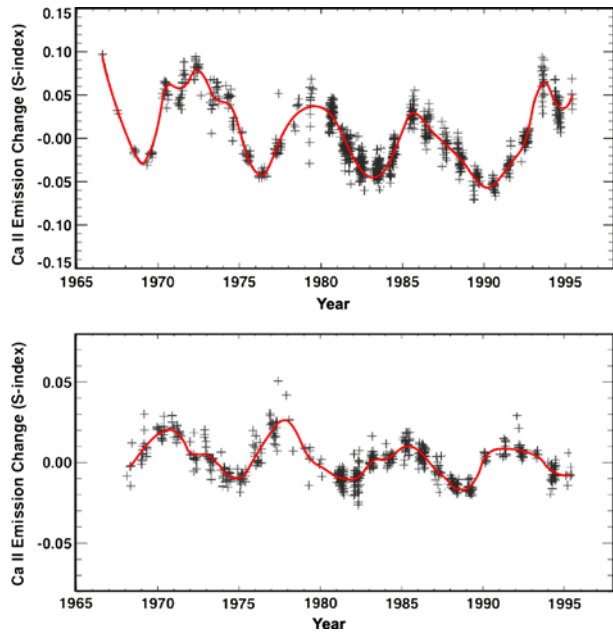 Ca II Emission Change (S-index)
0.15
0.10
0.05
-0.00
-0.05
-0.10
-0.15
1965 1970 1975 1980 1985 1990 1995
Year
Ca II Emission Change (S-index)
0.05
0.00
-0.05
1965 1970 1975 1980 1985 1990 1995
Year